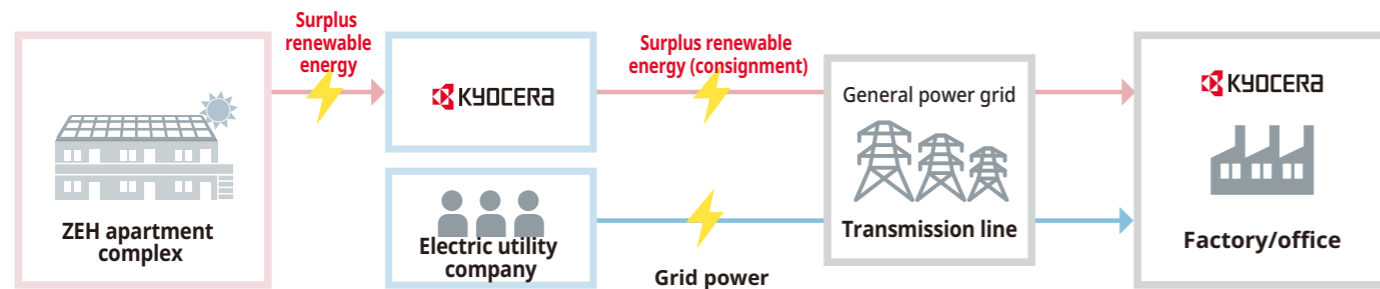 Surplus
renewable
energy
ZEH apartment
complex
KYOCERA
Electric utility
company
Surplus renewable
energy (consignment)
Grid power
General power grid
Transmission line
KYOCERA
Factory/office